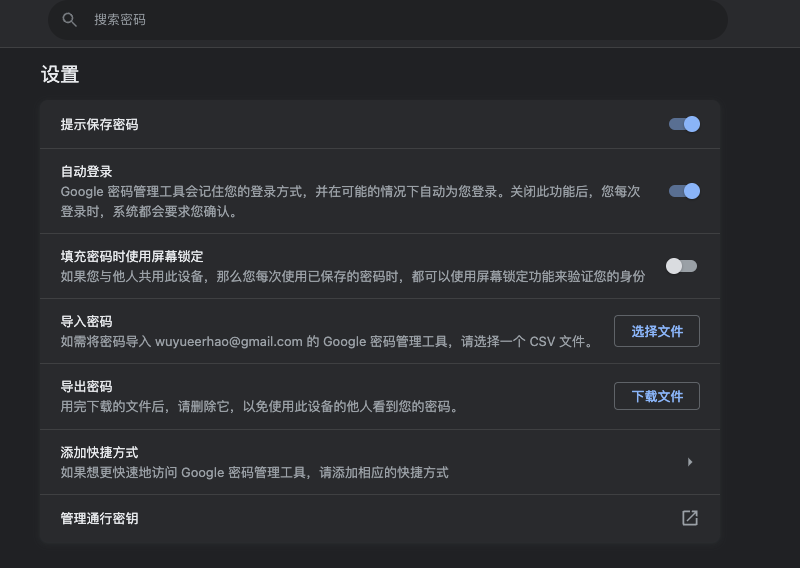 搜索密码
设置
提示保存密码
自动登录
Google 密码管理工具会记住您的登录方式，并在可能的情况下自动为您登录。关闭此功能后，您每次
登录时，系统都会要求您确认。
填充密码时使用屏幕锁定
如果您与他人共用此设备，那么您每次使用已保存的密码时，都可以使用屏幕锁定功能来验证您的身份
导入密码
如需将密码导入 wuyueerhao@gmail.com 的 Google 密码管理工具，请选择一个 CSV 文件。
选择文件
导出密码
用完下载的文件后，请删除它，以免使用此设备的他人看到您的密码。
下载文件
添加快捷方式
如果想更快速地访问 Google 密码管理工具，请添加相应的快捷方式
管理通行密钥